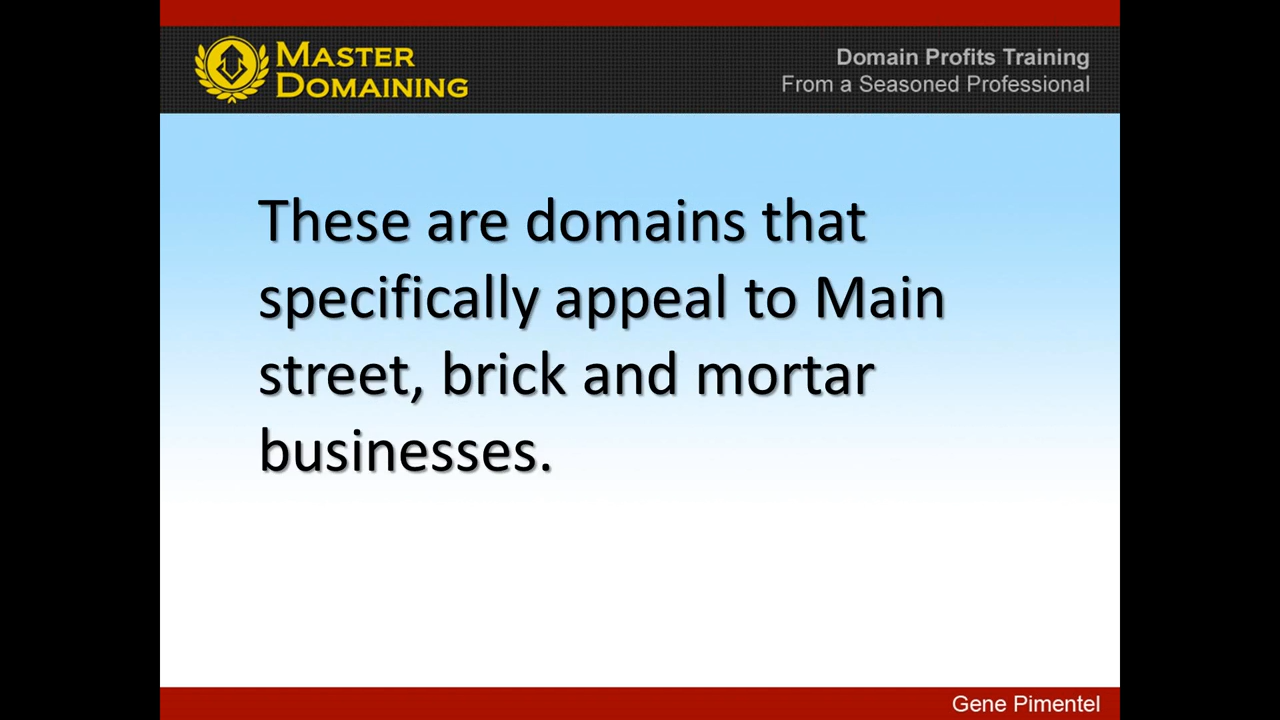 MASTER
DOMAINING
Domain Profits Training
From a Seasoned Professional
These are domains that
specifically appeal to Main
street, brick and mortar
businesses.
Gene Pimentel